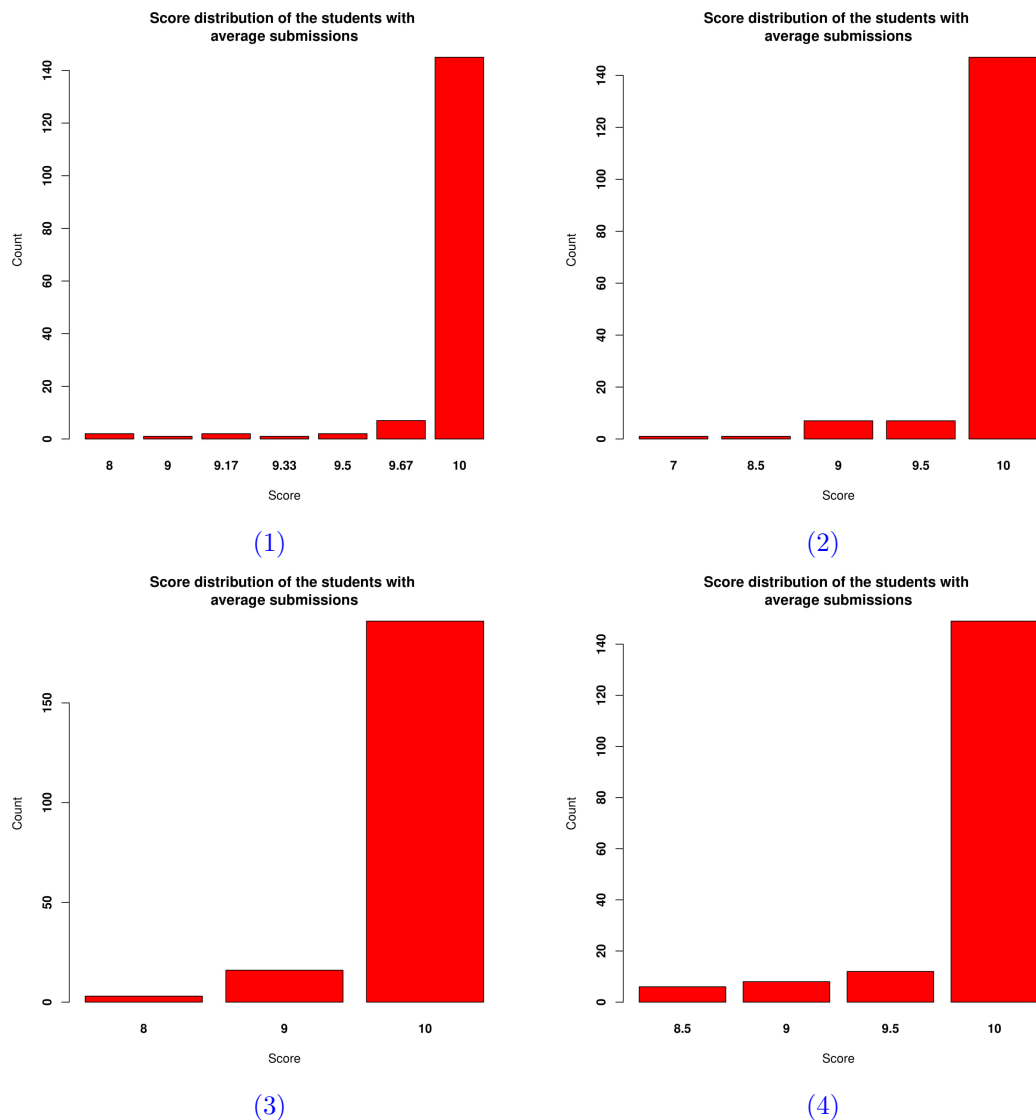 Score distribution of the students with
average submissions
140
120
100
80
60
40
20
0
Count
8 9 9.17 9.33 9.5 9.67 10
Score
(1)
Score distribution of the students with
average submissions
140
120
100
80
60
40
20
0
Count
7 8.5 9 9.5 10
Score
(2)
Score distribution of the students with
average submissions
150
100
50
0
Count
8 9 10
Score
(3)
Score distribution of the students with
average submissions
140
120
100
80
60
40
20
0
Count
8.5 9 9.5 10
Score
(4)